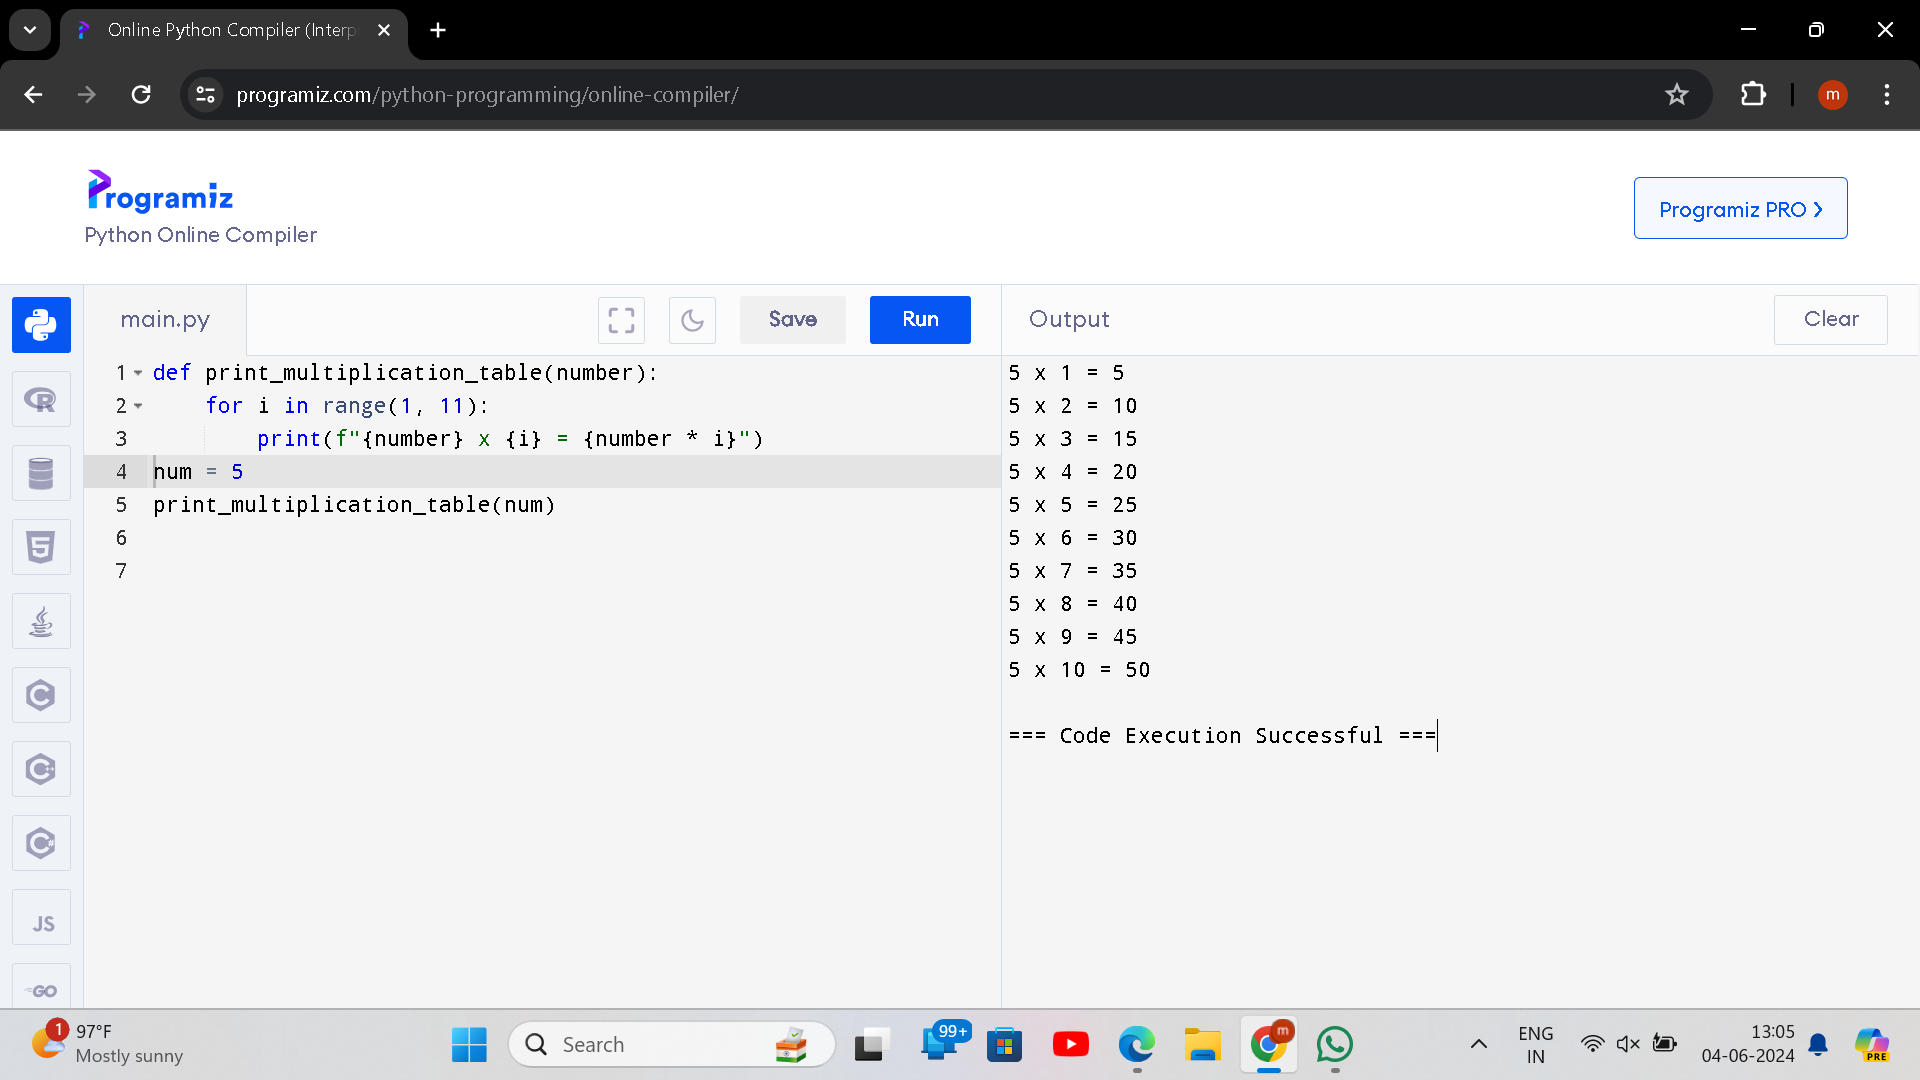 Online Python Compiler (Interp
programiz.com/python-programming/online-compiler/
m
Programiz
Python Online Compiler
Programiz PRO
main.py
Save
Run
Output
Clear
1 def print_multiplication_table(number):
2     for i in range(1, 11):
3         print(f"{number} x {i} = {number * i}")
4 num = 5
5 print_multiplication_table(num)
6
7
5 x 1 = 5
5 x 2 = 10
5 x 3 = 15
5 x 4 = 20
5 x 5 = 25
5 x 6 = 30
5 x 7 = 35
5 x 8 = 40
5 x 9 = 45
5 x 10 = 50
=== Code Execution Successful ===
R
5
C
C++
C#
JS
GO
1
97°F
Mostly sunny
Search
99+
m
ENG
IN
13:05
04-06-2024
PRE